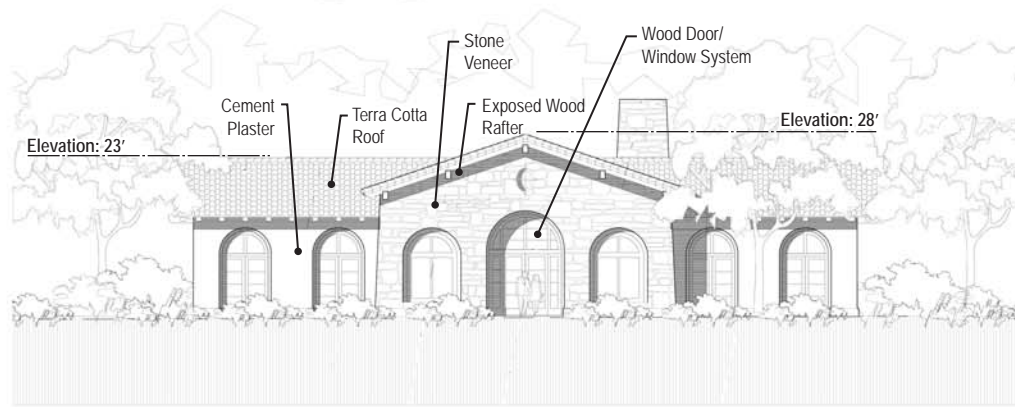 Stone
Veneer
Wood Door/
Window System
Cement
Plaster
Terra Cotta
Roof
Exposed Wood
Rafter
Elevation: 28’
Elevation: 23’